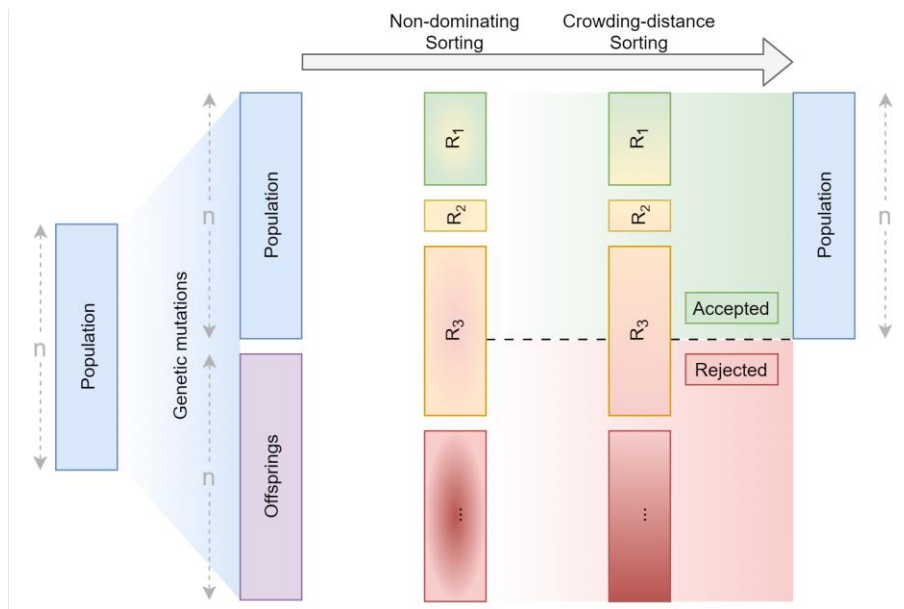 Non-dominating
Sorting
Crowding-distance
Sorting
n
Population
Genetic mutations
n
Population
n
Offsprings
R1
R2
R3
...
R1
R2
R3
...
Accepted
Rejected
Population
n